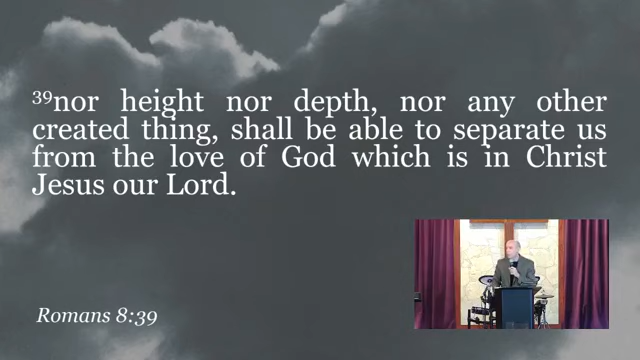 39nor height nor depth, nor any other
created thing, shall be able to separate us
from the love of God which is in Christ
Jesus our Lord.
Romans 8:39